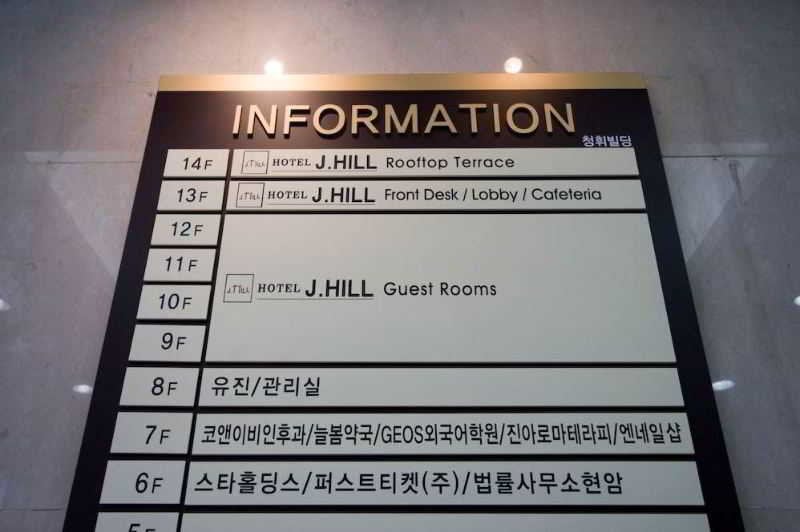 INFORMATION
청휘빌딩
14F HOTEL J.HILL Rooftop Terrace
13F HOTEL J.HILL Front Desk / Lobby / Cafeteria
12F
11F
HOTEL J.HILL Guest Rooms
10F
9F
8F 유진/관리실
7F 코앤이비인후과/늘봄약국/GEOS외국어학원/진아로마테라피/엔네일샵
6F 스타홀딩스/퍼스트티켓(주)/법률사무소현암
5F